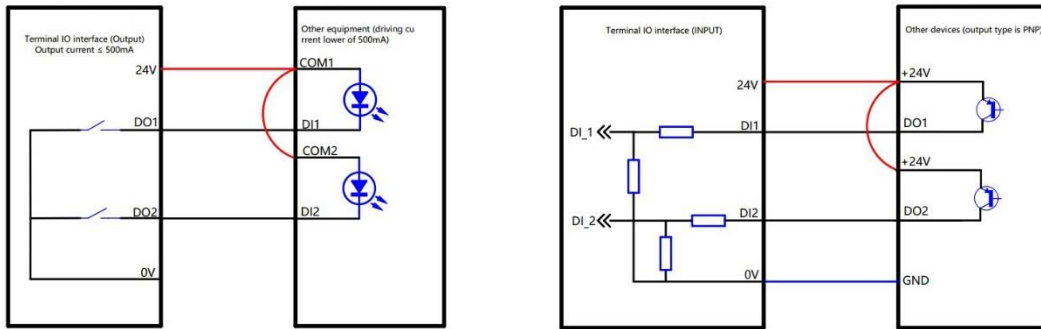 Terminal IO interface (Output)
Output current ≤ 500mA
24V
DO1
DO2
0V
Other equipment (driving cu
rrent lower of 500mA)
COM1
DI1
COM2
DI2
Terminal IO interface (INPUT)
24V
DI_1
DI1
DI_2
DI2
0V
Other devices (output type is PNP)
+24V
DO1
+24V
DO2
GND